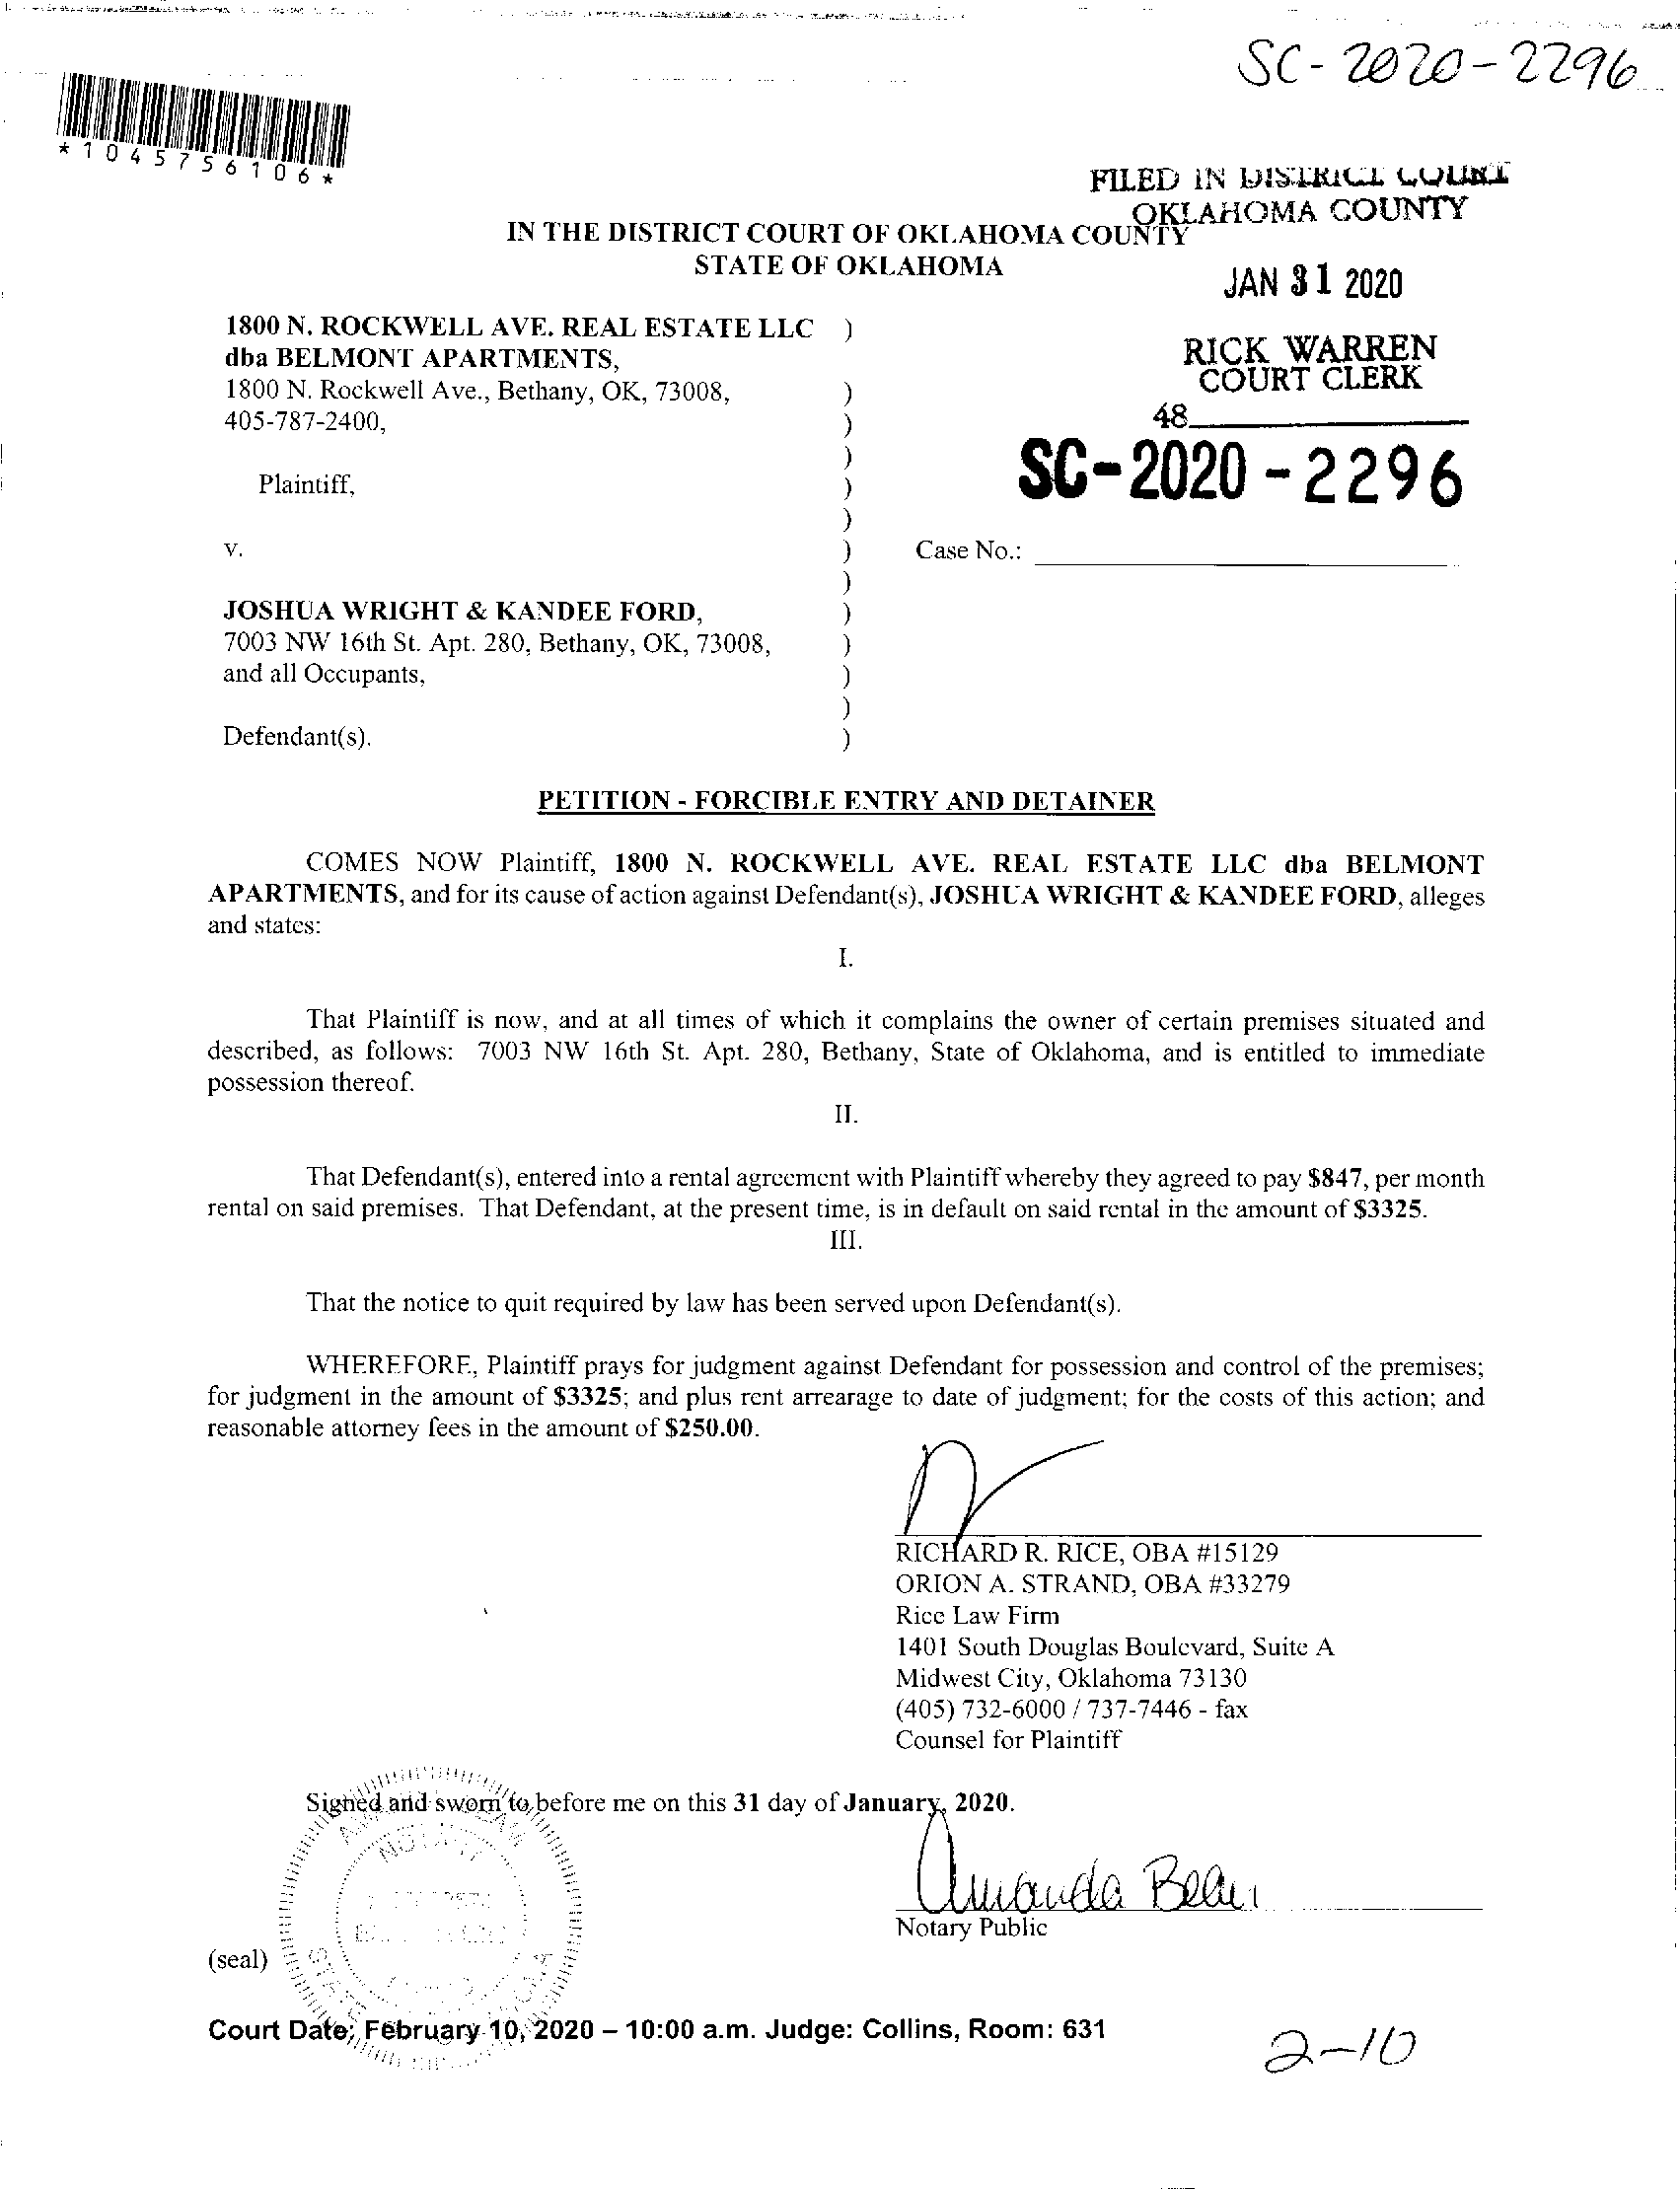 SC-2020-2296
*1045756106*
FILED IN DISTRICT COURT
OKLAHOMA COUNTY
IN THE DISTRICT COURT OF OKLAHOMA COUNTY
STATE OF OKLAHOMA
JAN 31 2020
1800 N. ROCKWELL AVE. REAL ESTATE LLC )
dba BELMONT APARTMENTS,
RICK WARREN
COURT CLERK
1800 N. Rockwell Ave., Bethany, OK, 73008, )
405-787-2400, )
48
)
SC-2020-2296
Plaintiff, )
)
v. ) Case No.:
)
JOSHUA WRIGHT & KANDEE FORD, )
7003 NW 16th St. Apt. 280, Bethany, OK, 73008, )
and all Occupants, )
)
Defendant(s). )
PETITION - FORCIBLE ENTRY AND DETAINER
COMES NOW Plaintiff, 1800 N. ROCKWELL AVE. REAL ESTATE LLC dba BELMONT
APARTMENTS, and for its cause of action against Defendant(s), JOSHUA WRIGHT & KANDEE FORD, alleges
and states:
I.
That Plaintiff is now, and at all times of which it complains the owner of certain premises situated and
described, as follows: 7003 NW 16th St. Apt. 280, Bethany, State of Oklahoma, and is entitled to immediate
possession thereof.
II.
That Defendant(s), entered into a rental agreement with Plaintiff whereby they agreed to pay $847, per month
rental on said premises. That Defendant, at the present time, is in default on said rental in the amount of $3325.
III.
That the notice to quit required by law has been served upon Defendant(s).
WHEREFORE, Plaintiff prays for judgment against Defendant for possession and control of the premises;
for judgment in the amount of $3325; and plus rent arrearage to date of judgment; for the costs of this action; and
reasonable attorney fees in the amount of $250.00.
RICHARD R. RICE, OBA #15129
ORION A. STRAND, OBA #33279
Rice Law Firm
1401 South Douglas Boulevard, Suite A
Midwest City, Oklahoma 73130
(405) 732-6000 / 737-7446 - fax
Counsel for Plaintiff
Signed and sworn to before me on this 31 day of January, 2020.
Amanda Bean
Notary Public
(seal)
Court Date: February 10, 2020 – 10:00 a.m. Judge: Collins, Room: 631
2-10